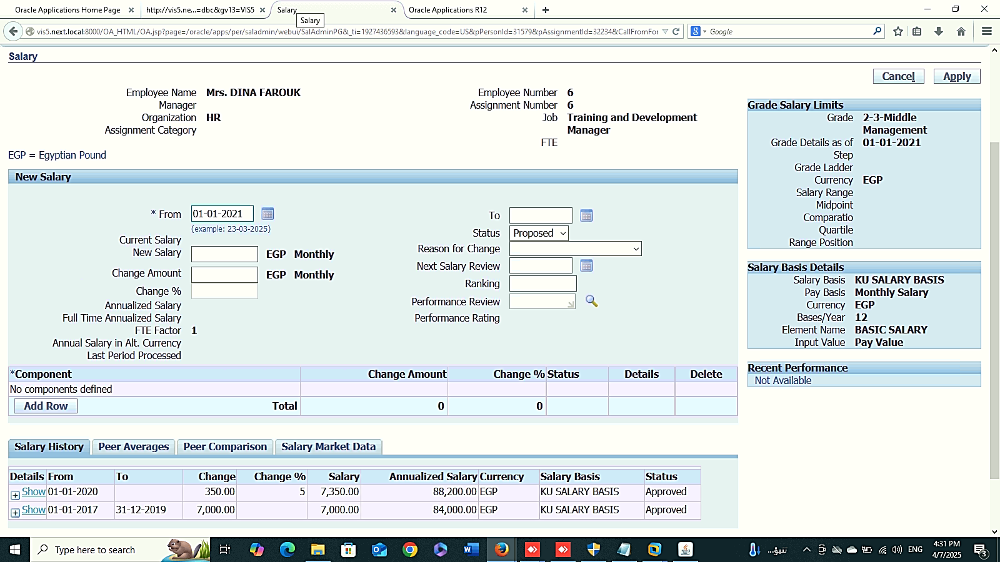 Oracle Applications Home Page
http://vis5.ne...=dbc&gv13=VIS5
Salary
Oracle Applications R12
Salary
vis5.next.local:8000/OA_HTML/OA.jsp?page=/oracle/apps/per/saladmin/webui/SalAdminPG&_ti=1927436593&language_code=US&pPersonId=31579&pAssignmentId=32234&CallFromFor
Google
Salary
Cancel
Apply
Employee Name Mrs. DINA FAROUK
Manager
Organization HR
Assignment Category
Employee Number 6
Assignment Number 6
Job Training and Development
Manager
FTE
EGP = Egyptian Pound
New Salary
* From 01-01-2021
(example: 23-03-2025)
Current Salary
New Salary EGP Monthly
Change Amount EGP Monthly
Change %
Annualized Salary
Full Time Annualized Salary
FTE Factor 1
Annual Salary in Alt. Currency
Last Period Processed
To
Status Proposed
Reason for Change
Next Salary Review
Ranking
Performance Review
Performance Rating
*Component Change Amount Change % Status Details Delete
No components defined
Add Row Total 0 0
Grade Salary Limits
Grade 2-3-Middle
Management
Grade Details as of 01-01-2021
Step
Grade Ladder
Currency EGP
Salary Range
Midpoint
Comparatio
Quartile
Range Position
Salary Basis Details
Salary Basis KU SALARY BASIS
Pay Basis Monthly Salary
Currency EGP
Bases/Year 12
Element Name BASIC SALARY
Input Value Pay Value
Recent Performance
Not Available
Salary History Peer Averages Peer Comparison Salary Market Data
Details From To Change Change % Salary Annualized Salary Currency Salary Basis Status
Show 01-01-2020 350.00 5 7,350.00 88,200.00 EGP KU SALARY BASIS Approved
Show 01-01-2017 31-12-2019 7,000.00 7,000.00 84,000.00 EGP KU SALARY BASIS Approved
Type here to search
تنبؤ...
ENG
4:31 PM
4/7/2025
3